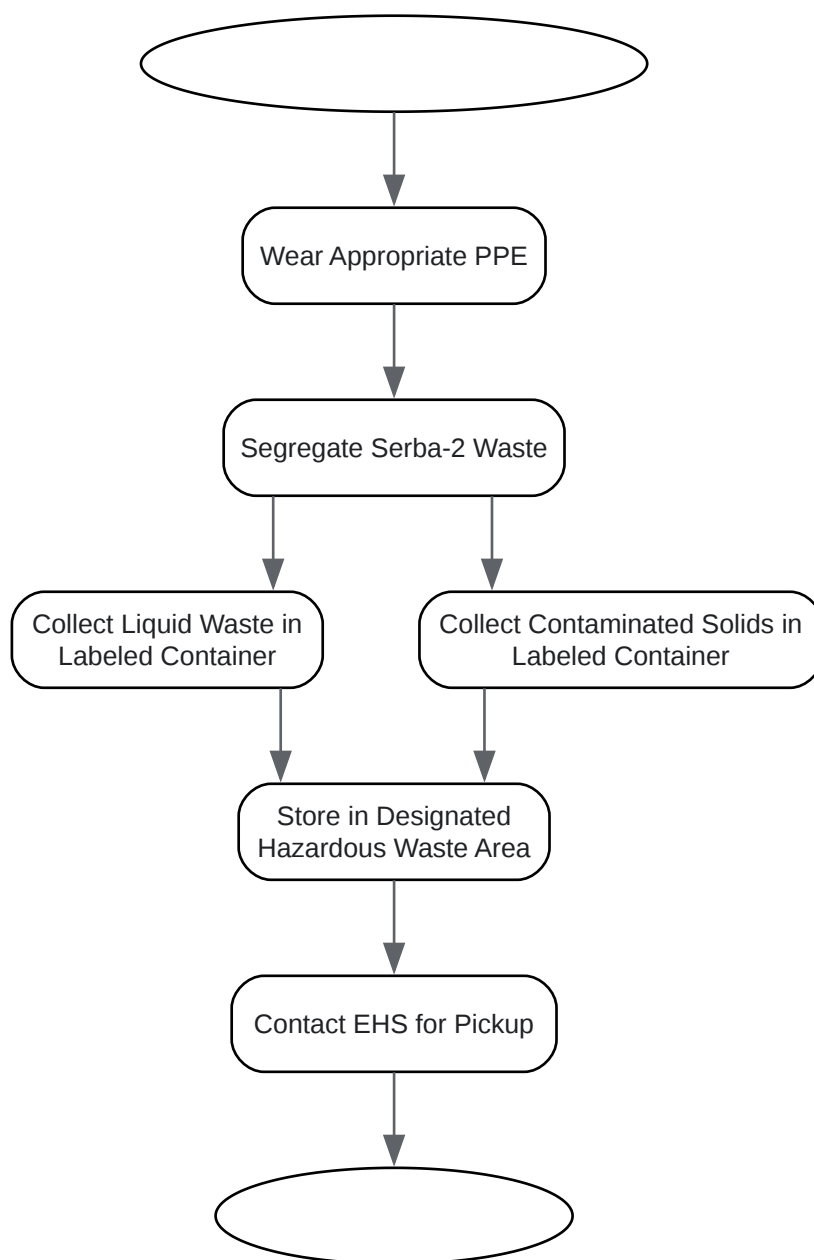 Wear Appropriate PPE
Segregate Serba-2 Waste
Collect Liquid Waste in
Labeled Container
Collect Contaminated Solids in
Labeled Container
Store in Designated
Hazardous Waste Area
Contact EHS for Pickup